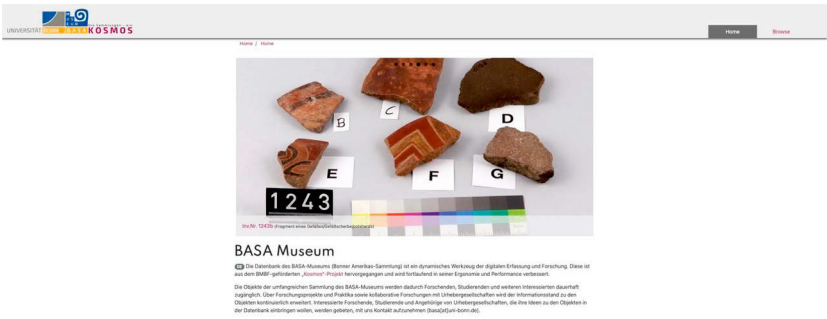 Die Sammlungen - ein
UNIVERSITÄT BONN BASA KOSMOS
Home Browse
Home / Home
B
C
D
E
F
G
1243
Inv.Nr. 1243b (Fragment eines Gefäßes/Gefäßscherbe
BASA Museum
DE Die Datenbank des BASA-Museums (Bonner Amerikas-Sammlung) ist ein dynamisches Werkzeug der digitalen Erfassung und Forschung. Diese ist
aus dem BMBF-geförderten „Kosmos"-Projekt hervorgegangen und wird fortlaufend in seiner Ergonomie und Performance verbessert.
Die Objekte der umfangreichen Sammlung des BASA-Museums werden dadurch Forschenden, Studierenden und weiteren Interessierten dauerhaft
zugänglich. Über Forschungsprojekte und Praktika sowie kollaborative Forschungen mit Urhebergesellschaften wird der Informationsstand zu den
Objekten kontinuierlich erweitert. Interessierte Forschende, Studierende und Angehörige von Urhebergesellschaften, die ihre Ideen zu den Objekten in
der Datenbank einbringen wollen, werden gebeten, mit uns Kontakt aufzunehmen (basa[at]uni-bonn.de).